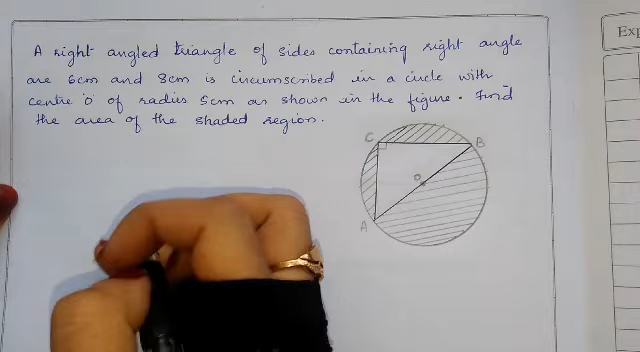 A right angled triangle of sides containing right angle
are 6cm and 8cm is circumscribed in a circle with
centre 'O' of radius 5cm as shown in the figure. Find
the area of the shaded region.
C
B
O
A
Exp